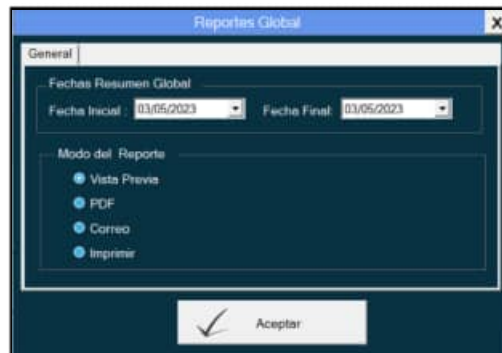 Reportes Global
X
General
Fechas Resumen Global
Fecha Inicial : 03/05/2023 Fecha Final: 03/05/2023
Modo del Reporte
Vista Previa
PDF
Correo
Imprimir
Aceptar